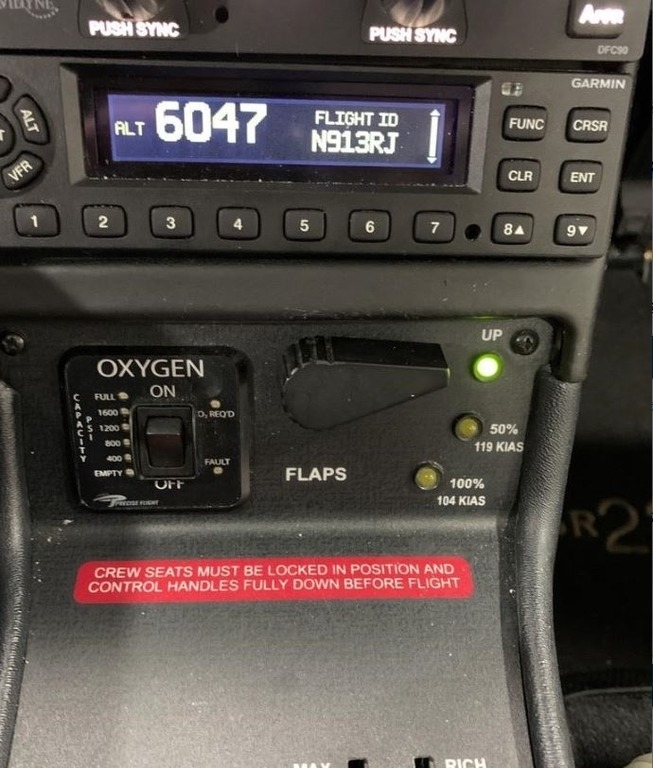 PUSH SYNC
PUSH SYNC
DFC90
GARMIN
ALT 6047 FLIGHT ID
N913RJ
ALT
VFR
FUNC CRSR
CLR ENT
1 2 3 4 5 6 7 8▲ 9▼
UP
OXYGEN
ON
OFF
CAPACITY
PSI
FULL
1600
1200
800
400
EMPTY
O₂ REQ'D
FAULT
PRECISE FLIGHT
FLAPS
50%
119 KIAS
100%
104 KIAS
CREW SEATS MUST BE LOCKED IN POSITION AND
CONTROL HANDLES FULLY DOWN BEFORE FLIGHT
MAX RICH